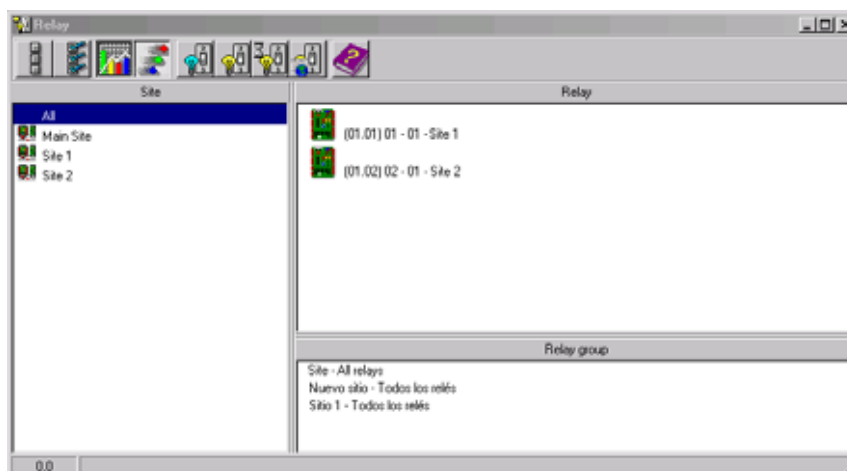 Relay
3
Site
All
Main Site
Site 1
Site 2
Relay
(01.01) 01 - 01 - Site 1
(01.02) 02 - 01 - Site 2
Relay group
Site - All relays
Nuevo sitio - Todos los relés
Sitio 1 - Todos los relés
0.0